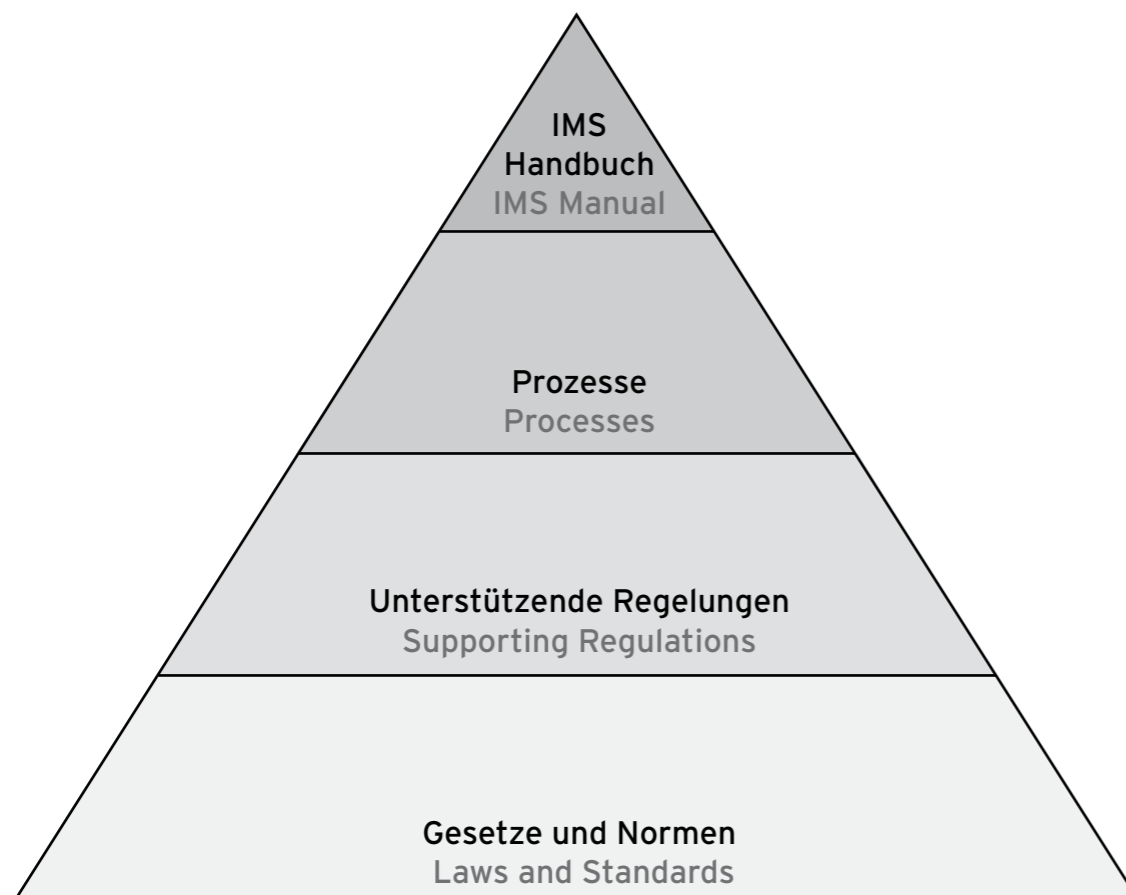 IMS
Handbuch
IMS Manual
Prozesse
Processes
Unterstützende Regelungen
Supporting Regulations
Gesetze und Normen
Laws and Standards